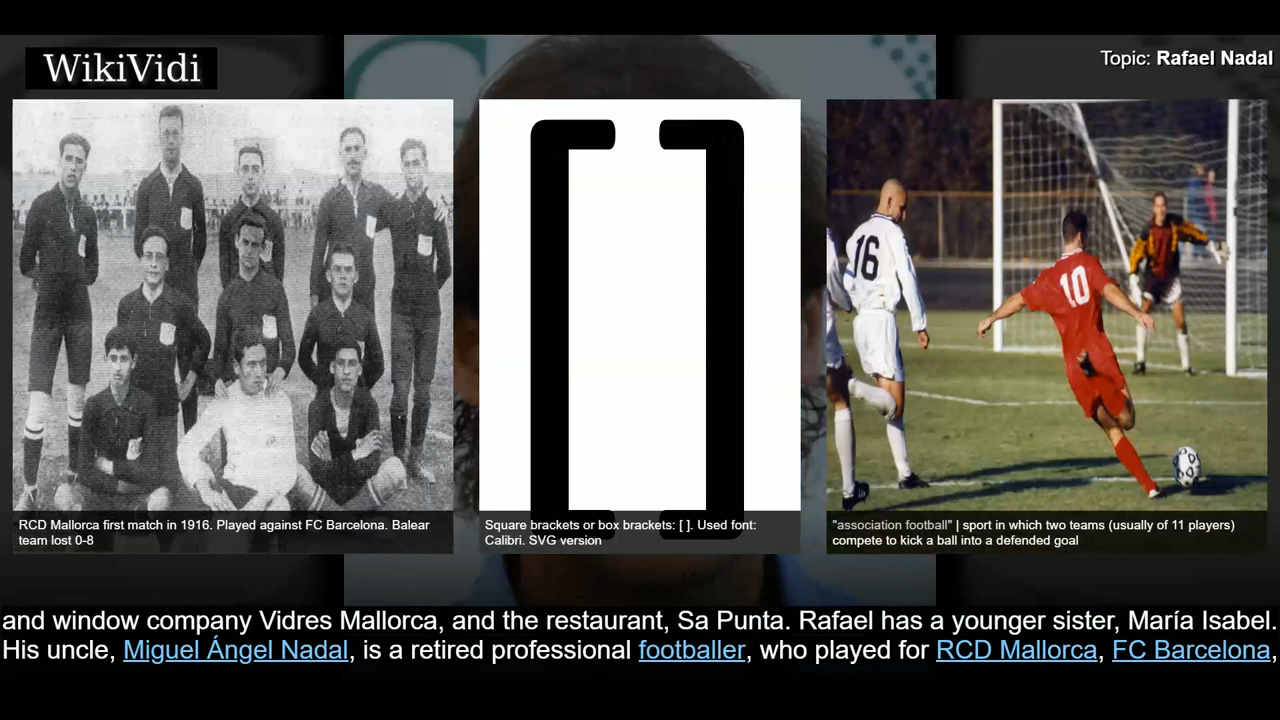 WikiVidi
Topic: Rafael Nadal
16
10
RCD Mallorca first match in 1916. Played against FC Barcelona. Balear
team lost 0-8
[]
Square brackets or box brackets: [ ]. Used font:
Calibri. SVG version
"association football" | sport in which two teams (usually of 11 players)
compete to kick a ball into a defended goal
and window company Vidres Mallorca, and the restaurant, Sa Punta. Rafael has a younger sister, María Isabel.
His uncle, Miguel Ángel Nadal, is a retired professional footballer, who played for RCD Mallorca, FC Barcelona,